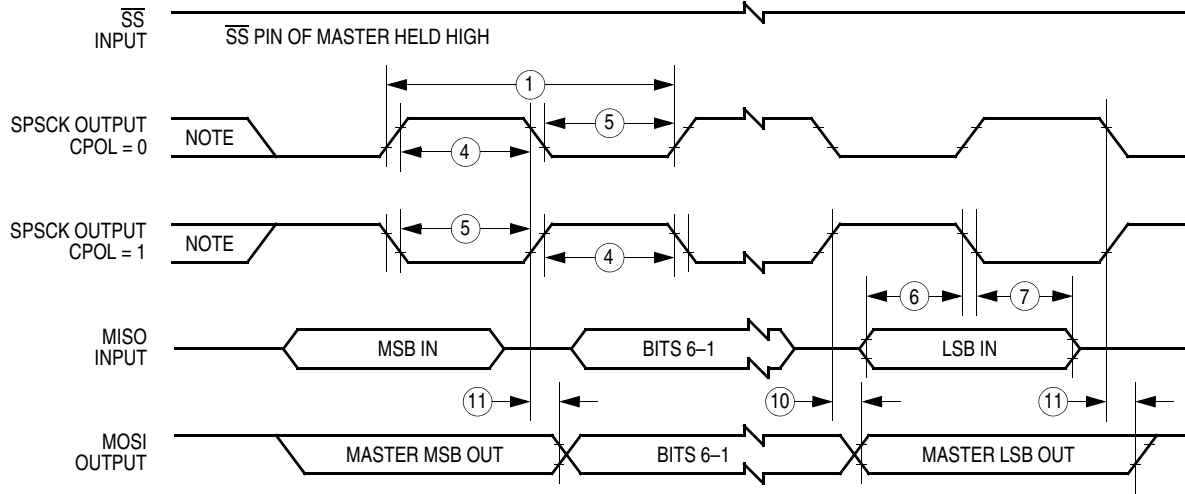 SS
INPUT
SS PIN OF MASTER HELD HIGH
1
SPSCK OUTPUT
CPOL = 0
NOTE
5
4
SPSCK OUTPUT
CPOL = 1
NOTE
5
4
6
7
MISO
INPUT
MSB IN
BITS 6–1
LSB IN
11
10
11
MOSI
OUTPUT
MASTER MSB OUT
BITS 6–1
MASTER LSB OUT